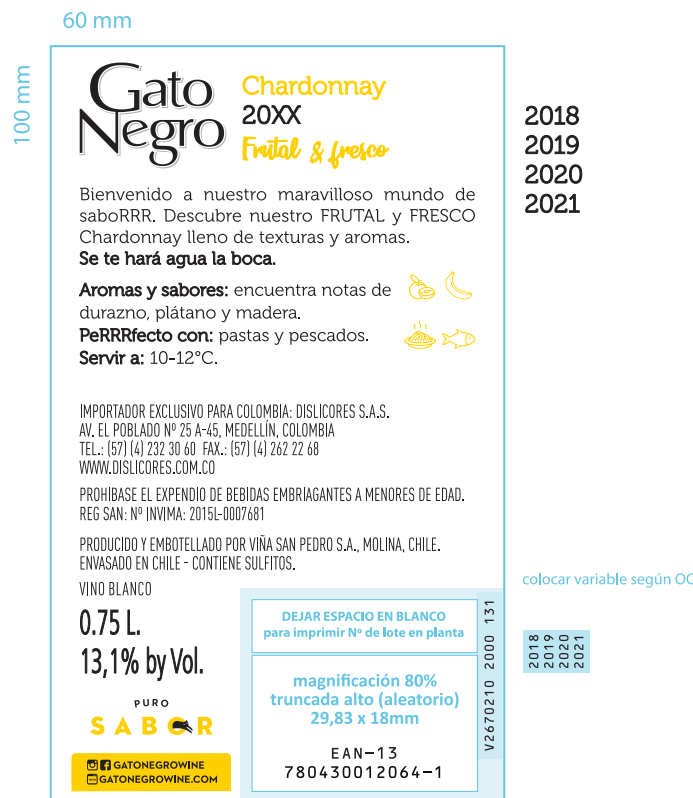 60 mm
100 mm
Gato
Negro
Chardonnay
20XX
Frutal & fresco
2018
2019
2020
2021
Bienvenido a nuestro maravilloso mundo de
saboRRR. Descubre nuestro FRUTAL y FRESCO
Chardonnay lleno de texturas y aromas.
Se te hará agua la boca.
Aromas y sabores: encuentra notas de
durazno, plátano y madera.
PeRRRfecto con: pastas y pescados.
Servir a: 10-12°C.
IMPORTADOR EXCLUSIVO PARA COLOMBIA: DISLICORES S.A.S.
AV. EL POBLADO Nº 25 A-45, MEDELLÍN, COLOMBIA
TEL.: (57) (4) 232 30 60 FAX.: (57) (4) 262 22 68
WWW.DISLICORES.COM.CO
PROHIBASE EL EXPENDIO DE BEBIDAS EMBRIAGANTES A MENORES DE EDAD.
REG SAN: Nº INVIMA: 2015L-0007681
PRODUCIDO Y EMBOTELLADO POR VIÑA SAN PEDRO S.A., MOLINA, CHILE.
ENVASADO EN CHILE - CONTIENE SULFITOS.
VINO BLANCO
0.75 L.
13,1% by Vol.
PURO
SABOR
GATONEGROWINE
GATONEGROWINE.COM
DEJAR ESPACIO EN BLANCO
para imprimir Nº de lote en planta
magnificación 80%
truncada alto (aleatorio)
29,83 x 18mm
EAN-13
780430012064-1
V2670210 2000 131
colocar variable según OC
2018
2019
2020
2021